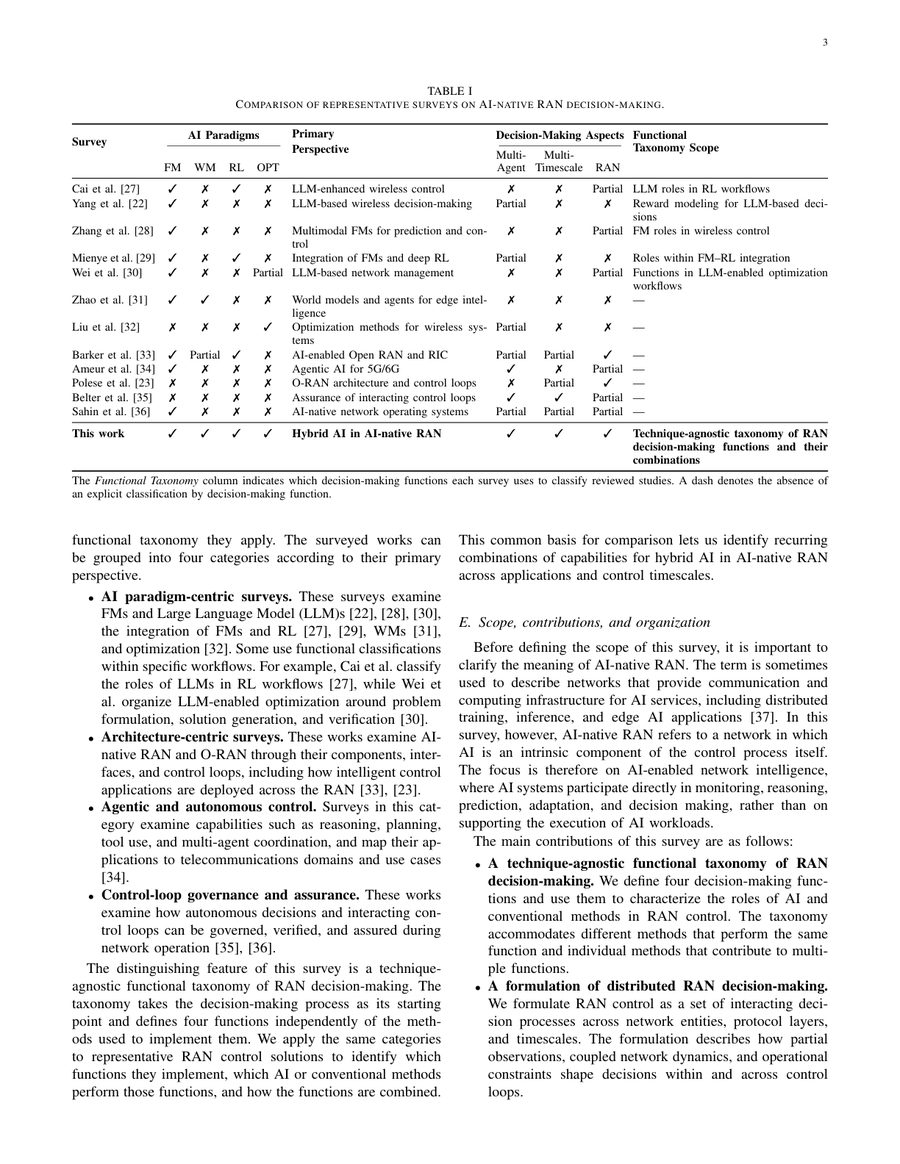 3
TABLE I
COMPARISON OF REPRESENTATIVE SURVEYS ON AI-NATIVE RAN DECISION-MAKING.
Survey AI Paradigms Primary Perspective Decision-Making Aspects Functional Taxonomy Scope
FM WM RL OPT Multi-Agent Multi-Timescale RAN
Cai et al. [27] ✓ ✗ ✓ ✗ LLM-enhanced wireless control ✗ ✗ Partial LLM roles in RL workflows
Yang et al. [22] ✓ ✗ ✗ ✗ LLM-based wireless decision-making Partial ✗ ✗ Reward modeling for LLM-based deci-
sions
Zhang et al. [28] ✓ ✗ ✗ ✗ Multimodal FMs for prediction and con- ✗ ✗ Partial FM roles in wireless control
trol
Mienye et al. [29] ✓ ✗ ✓ ✗ Integration of FMs and deep RL Partial ✗ ✗ Roles within FM–RL integration
Wei et al. [30] ✓ ✗ ✗ Partial LLM-based network management ✗ ✗ Partial Functions in LLM-enabled optimization
workflows
Zhao et al. [31] ✓ ✓ ✗ ✗ World models and agents for edge intel- ✗ ✗ ✗ —
ligence
Liu et al. [32] ✗ ✗ ✗ ✓ Optimization methods for wireless sys- Partial ✗ ✗ —
tems
Barker et al. [33] ✓ Partial ✓ ✗ AI-enabled Open RAN and RIC Partial Partial ✓ —
Ameur et al. [34] ✓ ✗ ✗ ✗ Agentic AI for 5G/6G ✓ ✗ Partial —
Polese et al. [23] ✗ ✗ ✗ ✗ O-RAN architecture and control loops ✗ Partial ✓ —
Belter et al. [35] ✗ ✗ ✗ ✗ Assurance of interacting control loops ✓ ✓ Partial —
Sahin et al. [36] ✓ ✗ ✗ ✗ AI-native network operating systems Partial Partial Partial —
This work ✓ ✓ ✓ ✓ Hybrid AI in AI-native RAN ✓ ✓ ✓ Technique-agnostic taxonomy of RAN
decision-making functions and their
combinations
The Functional Taxonomy column indicates which decision-making functions each survey uses to classify reviewed studies. A dash denotes the absence of
an explicit classification by decision-making function.
functional taxonomy they apply. The surveyed works can
be grouped into four categories according to their primary
perspective.
• AI paradigm-centric surveys. These surveys examine
FMs and Large Language Model (LLM)s [22], [28], [30],
the integration of FMs and RL [27], [29], WMs [31],
and optimization [32]. Some use functional classifications
within specific workflows. For example, Cai et al. classify
the roles of LLMs in RL workflows [27], while Wei et
al. organize LLM-enabled optimization around problem
formulation, solution generation, and verification [30].
• Architecture-centric surveys. These works examine AI-
native RAN and O-RAN through their components, inter-
faces, and control loops, including how intelligent control
applications are deployed across the RAN [33], [23].
• Agentic and autonomous control. Surveys in this cat-
egory examine capabilities such as reasoning, planning,
tool use, and multi-agent coordination, and map their ap-
plications to telecommunications domains and use cases
[34].
• Control-loop governance and assurance. These works
examine how autonomous decisions and interacting con-
trol loops can be governed, verified, and assured during
network operation [35], [36].
The distinguishing feature of this survey is a technique-
agnostic functional taxonomy of RAN decision-making. The
taxonomy takes the decision-making process as its starting
point and defines four functions independently of the meth-
ods used to implement them. We apply the same categories
to representative RAN control solutions to identify which
functions they implement, which AI or conventional methods
perform those functions, and how the functions are combined.
This common basis for comparison lets us identify recurring
combinations of capabilities for hybrid AI in AI-native RAN
across applications and control timescales.
E. Scope, contributions, and organization
Before defining the scope of this survey, it is important to
clarify the meaning of AI-native RAN. The term is sometimes
used to describe networks that provide communication and
computing infrastructure for AI services, including distributed
training, inference, and edge AI applications [37]. In this
survey, however, AI-native RAN refers to a network in which
AI is an intrinsic component of the control process itself.
The focus is therefore on AI-enabled network intelligence,
where AI systems participate directly in monitoring, reasoning,
prediction, adaptation, and decision making, rather than on
supporting the execution of AI workloads.
The main contributions of this survey are as follows:
• A technique-agnostic functional taxonomy of RAN
decision-making. We define four decision-making func-
tions and use them to characterize the roles of AI and
conventional methods in RAN control. The taxonomy
accommodates different methods that perform the same
function and individual methods that contribute to multi-
ple functions.
• A formulation of distributed RAN decision-making.
We formulate RAN control as a set of interacting deci-
sion processes across network entities, protocol layers,
and timescales. The formulation describes how partial
observations, coupled network dynamics, and operational
constraints shape decisions within and across control
loops.